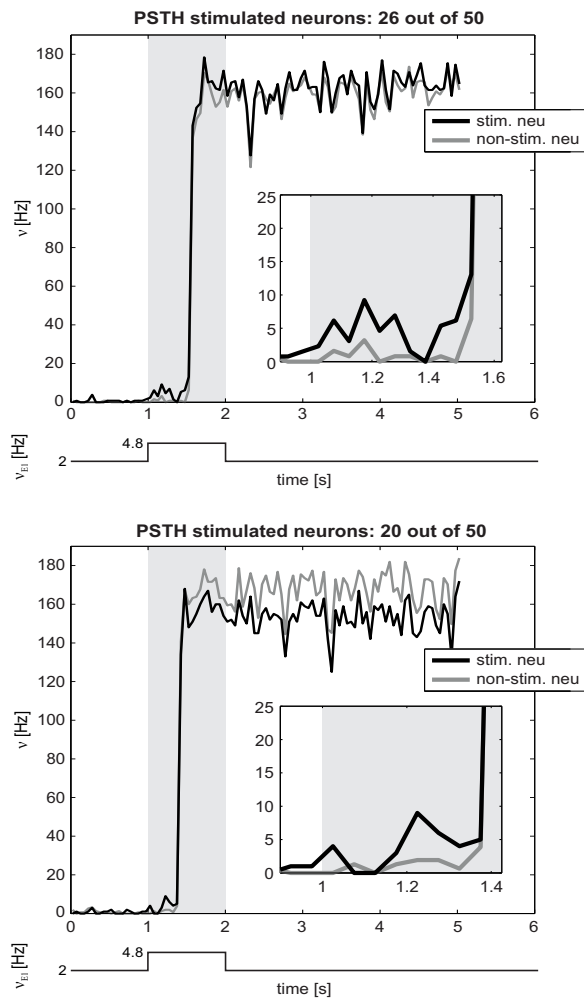 PSTH stimulated neurons: 26 out of 50
180
160
140
120
100
80
60
40
20
0
ν [Hz]
stim. neu
non-stim. neu
25
20
15
10
5
0
1 1.2 1.4 1.6
0 1 2 3 4 5 6
ν_E1 [Hz]
4.8
2
time [s]
PSTH stimulated neurons: 20 out of 50
180
160
140
120
100
80
60
40
20
0
ν [Hz]
stim. neu
non-stim. neu
25
20
15
10
5
0
1 1.2 1.4
0 1 2 3 4 5 6
ν_E1 [Hz]
4.8
2
time [s]